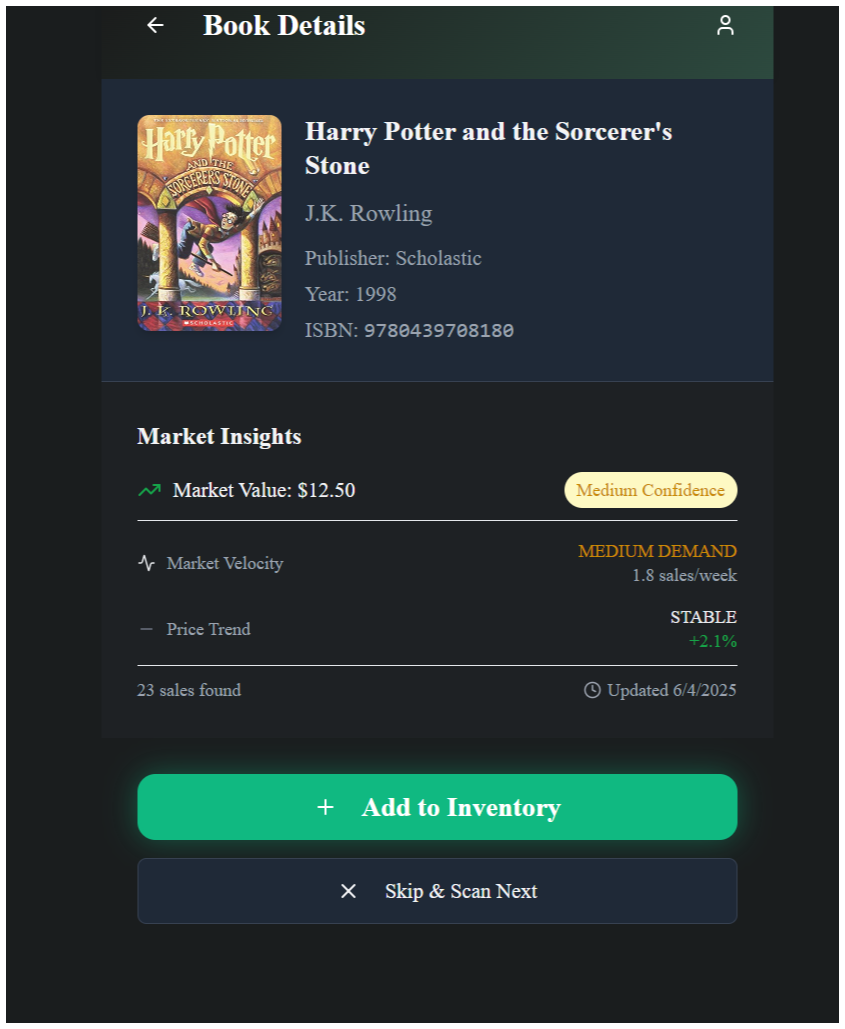 Book Details
Harry Potter
AND THE
SORCERER'S STONE
J. K. ROWLING
SCHOLASTIC
Harry Potter and the Sorcerer's
Stone
J.K. Rowling
Publisher: Scholastic
Year: 1998
ISBN: 9780439708180
Market Insights
Market Value: $12.50
Medium Confidence
Market Velocity
MEDIUM DEMAND
1.8 sales/week
Price Trend
STABLE
+2.1%
23 sales found
Updated 6/4/2025
Add to Inventory
Skip & Scan Next